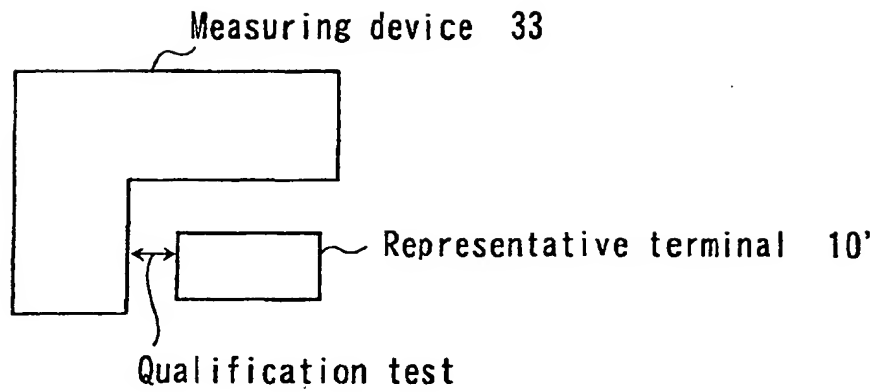 Measuring device 33
Representative terminal 10'
Qualification test